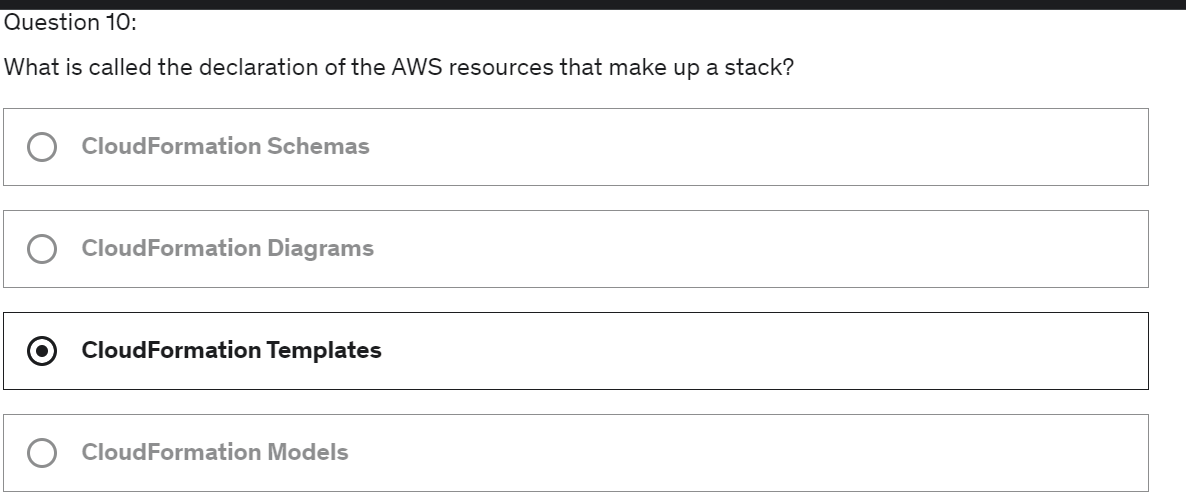 Question 10:
What is called the declaration of the AWS resources that make up a stack?
CloudFormation Schemas
CloudFormation Diagrams
CloudFormation Templates
CloudFormation Models